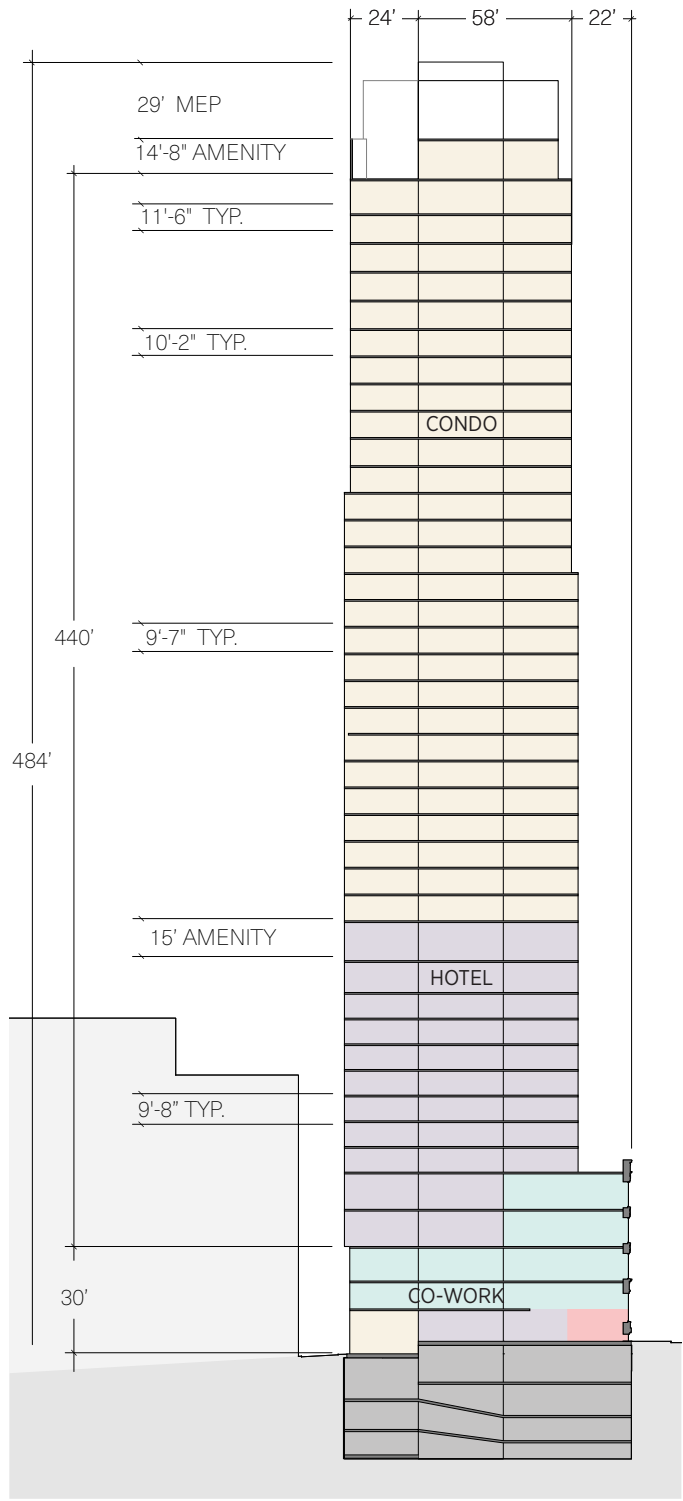 24’ 58’ 22’
29’ MEP
14’-8” AMENITY
11’-6” TYP.
10’-2” TYP.
CONDO
440’
9’-7” TYP.
484’
15’ AMENITY
HOTEL
9’-8” TYP.
30’
CO-WORK